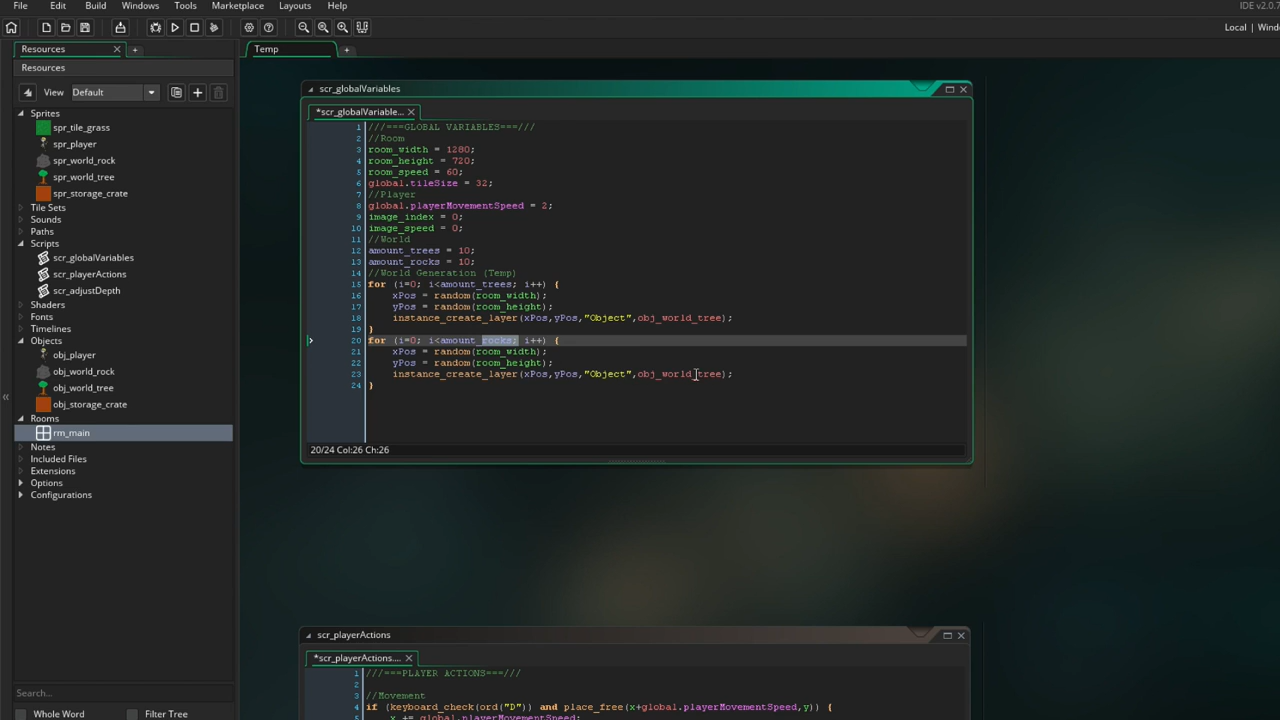 IDE v2.0.7
File Edit Build Windows Tools Marketplace Layouts Help
Local | Wind
Resources
Temp
Resources
View Default
Sprites
spr_tile_grass
spr_player
spr_world_rock
spr_world_tree
spr_storage_crate
Tile Sets
Sounds
Paths
Scripts
scr_globalVariables
scr_playerActions
scr_adjustDepth
Shaders
Fonts
Timelines
Objects
obj_player
obj_world_rock
obj_world_tree
obj_storage_crate
Rooms
rm_main
Notes
Included Files
Extensions
Options
Configurations
Search...
Whole Word Filter Tree
scr_globalVariables
*scr_globalVariable...
1 ///===GLOBAL VARIABLES===///
2 //Room
3 room_width = 1280;
4 room_height = 720;
5 room_speed = 60;
6 global.tileSize = 32;
7 //Player
8 global.playerMovementSpeed = 2;
9 image_index = 0;
10 image_speed = 0;
11 //World
12 amount_trees = 10;
13 amount_rocks = 10;
14 //World Generation (Temp)
15 for (i=0; i<amount_trees; i++) {
16 xPos = random(room_width);
17 yPos = random(room_height);
18 instance_create_layer(xPos,yPos,"Object",obj_world_tree);
19 }
20 for (i=0; i<amount_rocks; i++) {
21 xPos = random(room_width);
22 yPos = random(room_height);
23 instance_create_layer(xPos,yPos,"Object",obj_world_tree);
24 }
20/24 Col:26 Ch:26
scr_playerActions
*scr_playerActions....
1 ///===PLAYER ACTIONS===///
2
3 //Movement
4 if (keyboard_check(ord("D")) and place_free(x+global.playerMovementSpeed,y)) {
5 x += global.playerMovementSpeed;